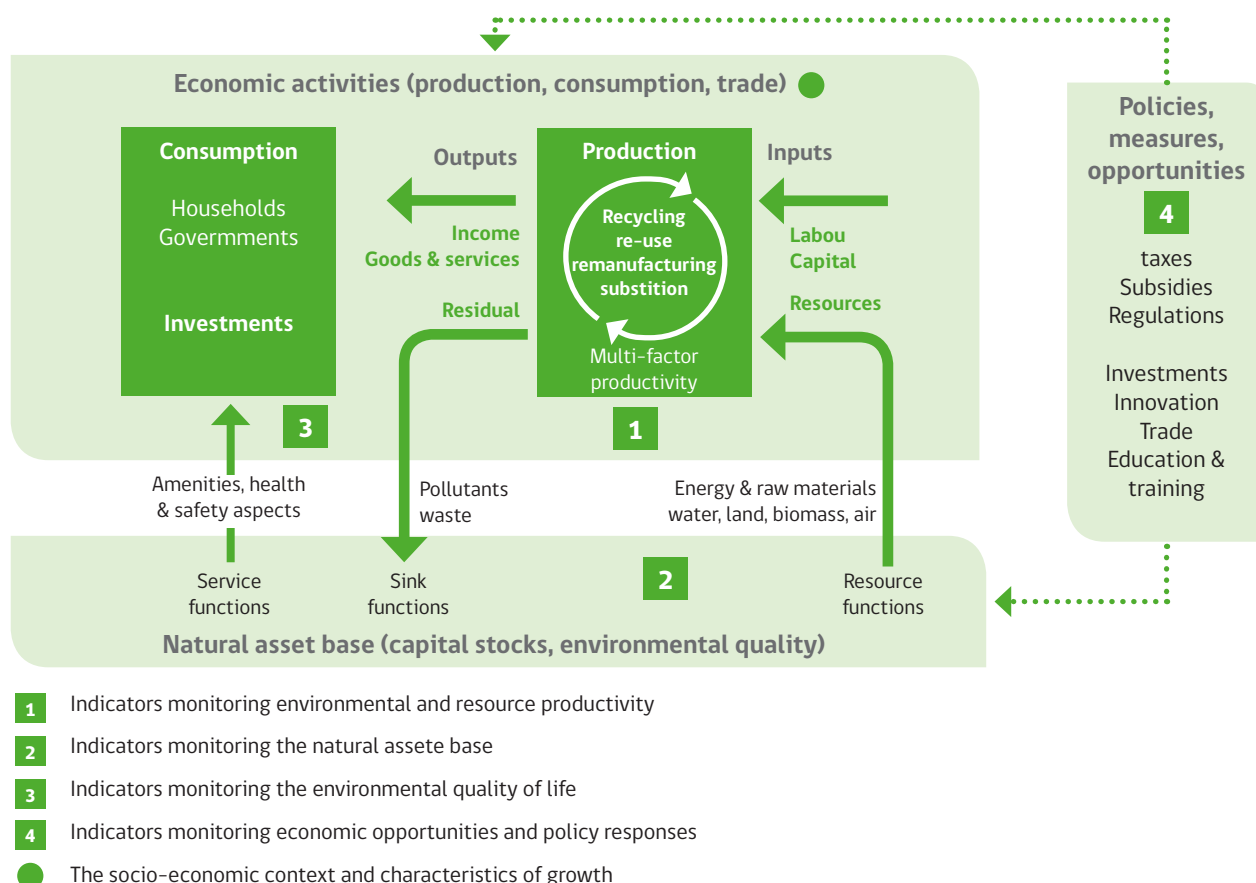 Economic activities (production, consumption, trade)
Consumption
Households
Govermments
Investments
3
Outputs
Income
Goods & services
Residual
Production
Recycling
re-use
remanufacturing
substition
Multi-factor
productivity
1
Inputs
Labou
Capital
Resources
Policies,
measures,
opportunities
4
taxes
Subsidies
Regulations
Investments
Innovation
Trade
Education &
training
Amenities, health
& safety aspects
Pollutants
waste
Energy & raw materials
water, land, biomass, air
Service
functions
Sink
functions
2
Resource
functions
Natural asset base (capital stocks, environmental quality)
1 Indicators monitoring environmental and resource productivity
2 Indicators monitoring the natural assete base
3 Indicators monitoring the environmental quality of life
4 Indicators monitoring economic opportunities and policy responses
The socio-economic context and characteristics of growth